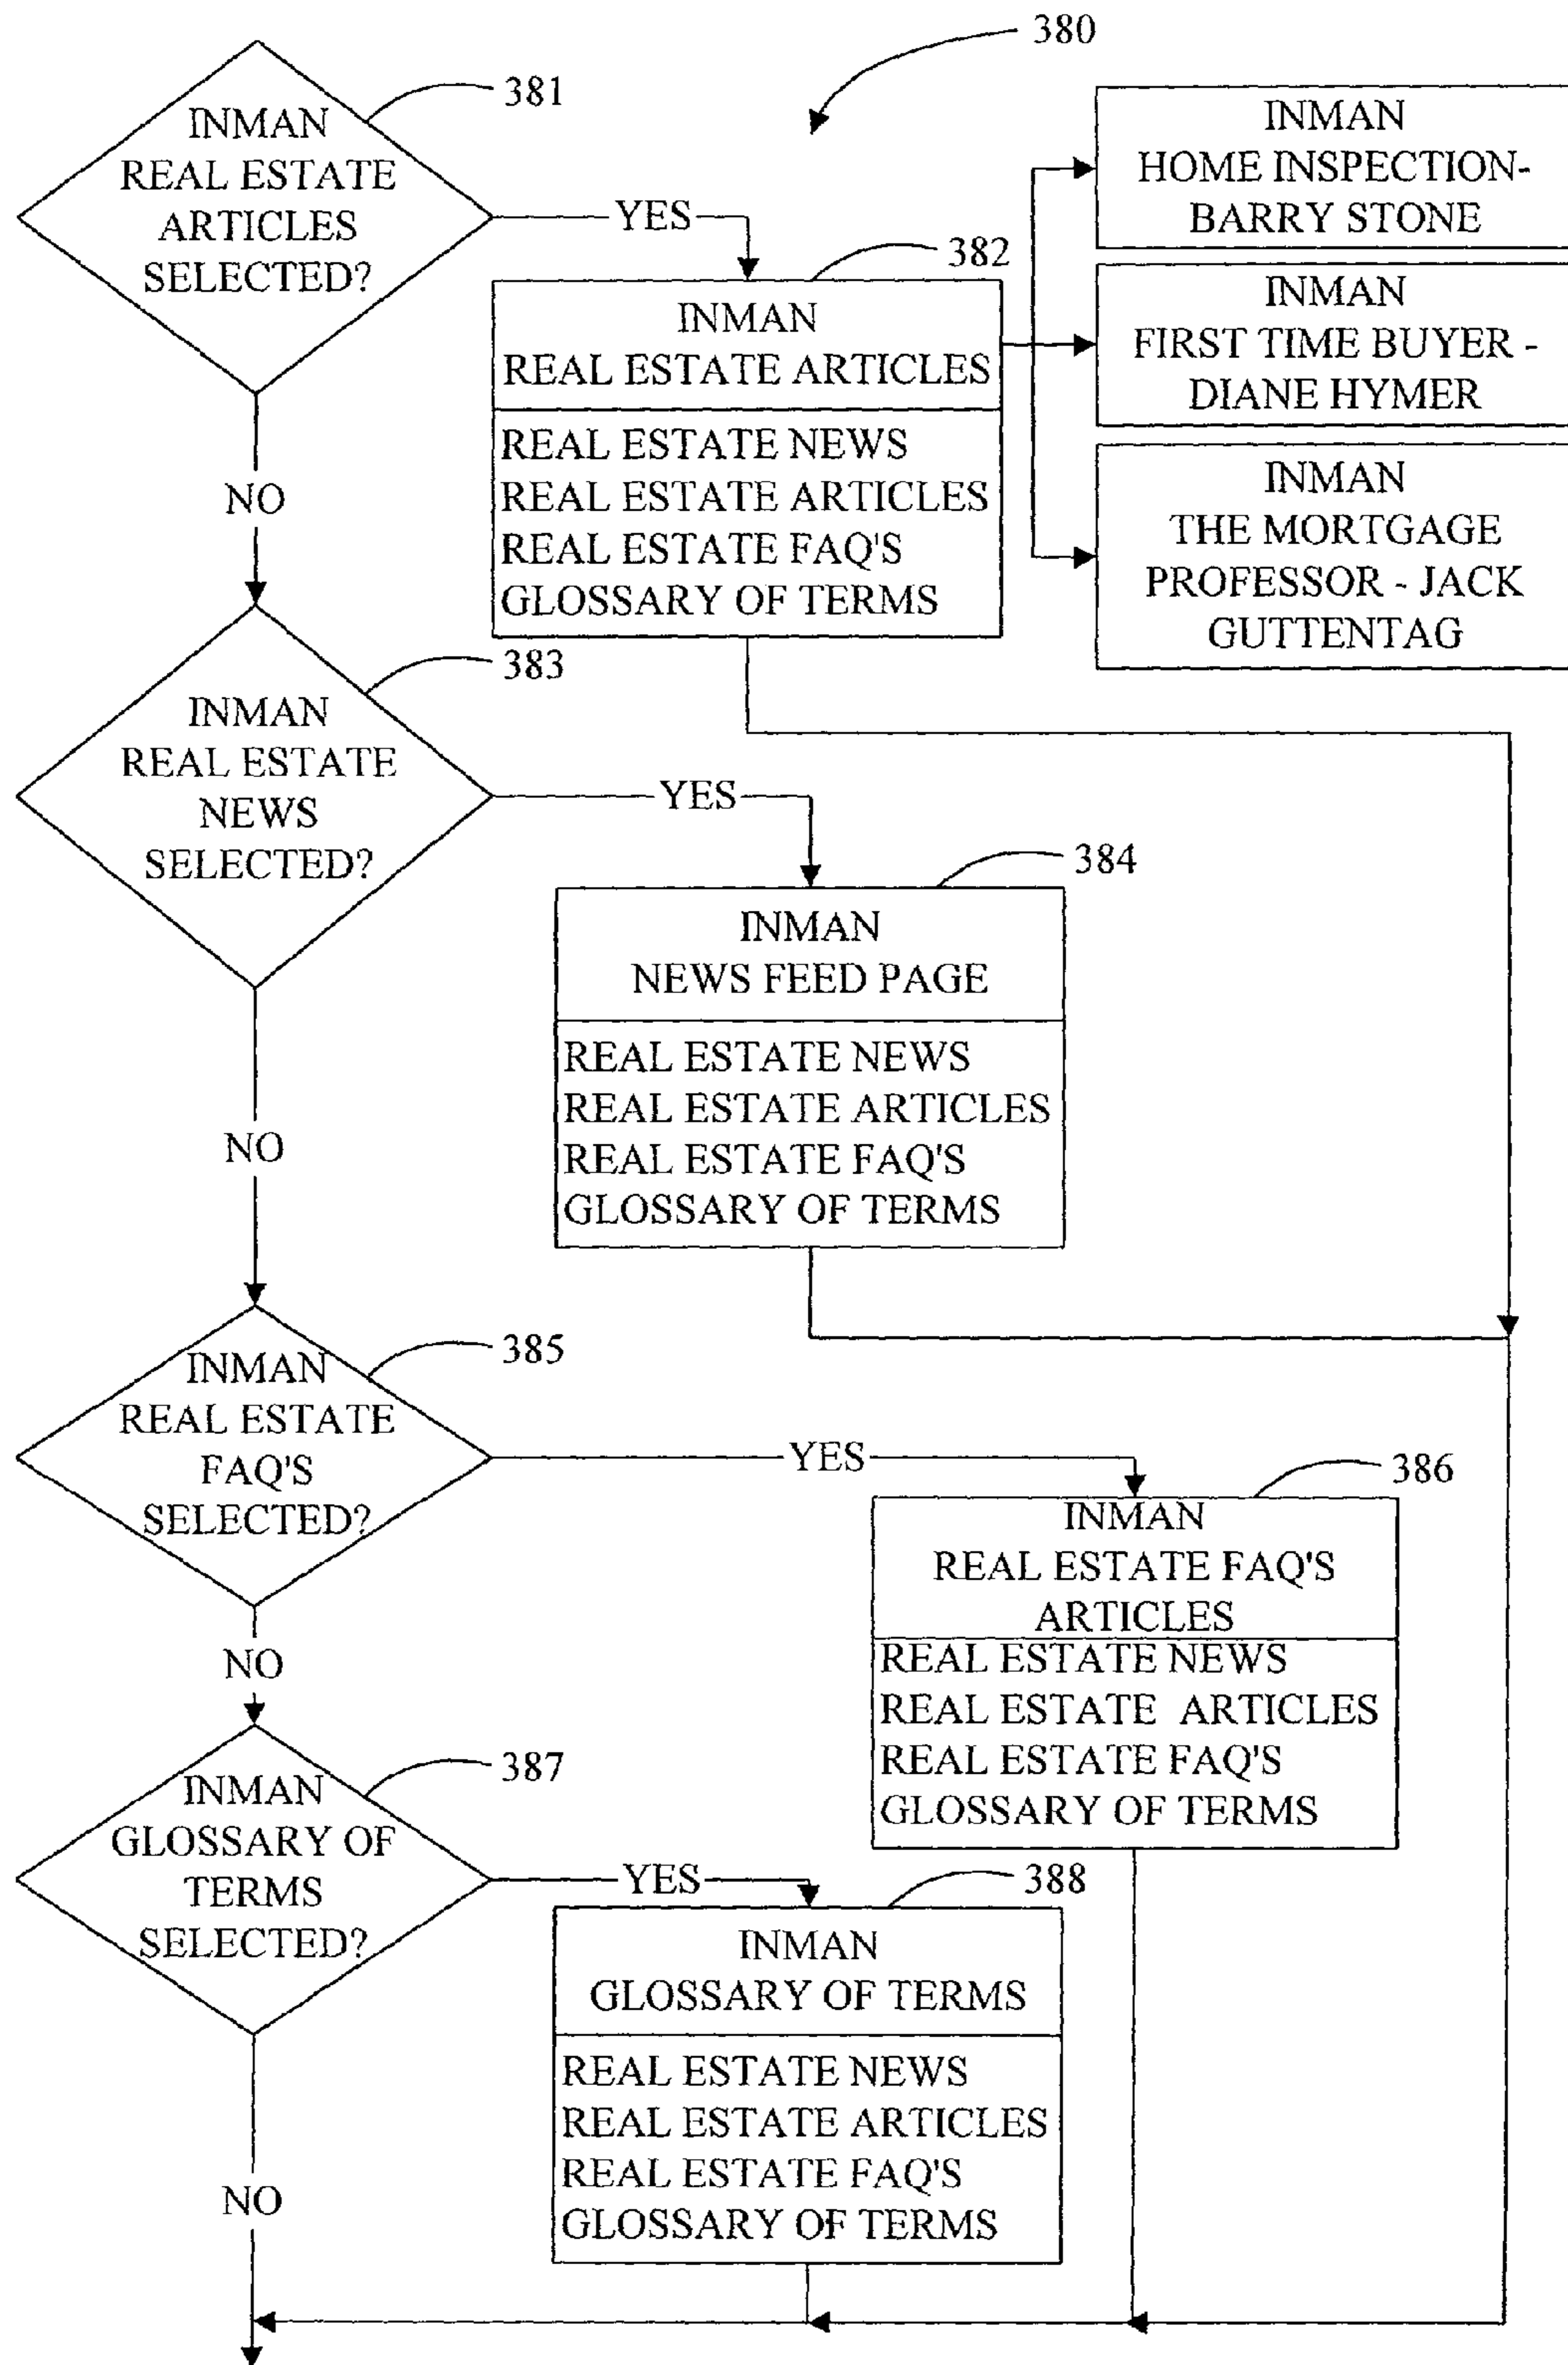 380
381
INMAN
REAL ESTATE
ARTICLES
SELECTED?
YES
NO
382
INMAN
REAL ESTATE ARTICLES
REAL ESTATE NEWS
REAL ESTATE ARTICLES
REAL ESTATE FAQ'S
GLOSSARY OF TERMS
INMAN
HOME INSPECTION-
BARRY STONE
INMAN
FIRST TIME BUYER -
DIANE HYMER
INMAN
THE MORTGAGE
PROFESSOR - JACK
GUTTENTAG
383
INMAN
REAL ESTATE
NEWS
SELECTED?
YES
NO
384
INMAN
NEWS FEED PAGE
REAL ESTATE NEWS
REAL ESTATE ARTICLES
REAL ESTATE FAQ'S
GLOSSARY OF TERMS
385
INMAN
REAL ESTATE
FAQ'S
SELECTED?
YES
NO
386
INMAN
REAL ESTATE FAQ'S
ARTICLES
REAL ESTATE NEWS
REAL ESTATE ARTICLES
REAL ESTATE FAQ'S
GLOSSARY OF TERMS
387
INMAN
GLOSSARY OF
TERMS
SELECTED?
YES
NO
388
INMAN
GLOSSARY OF TERMS
REAL ESTATE NEWS
REAL ESTATE ARTICLES
REAL ESTATE FAQ'S
GLOSSARY OF TERMS